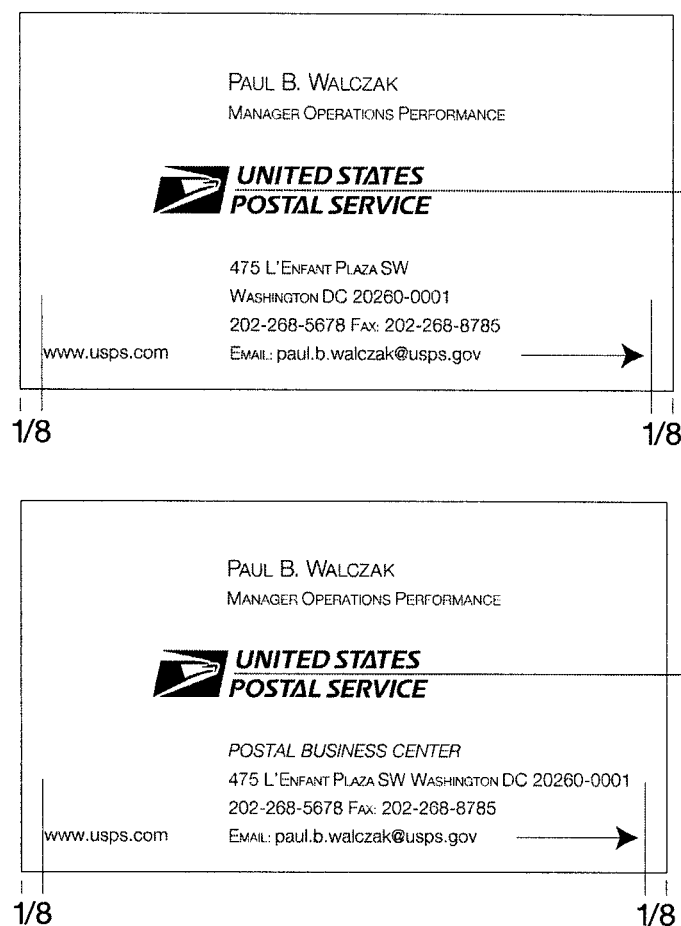 PAUL B. WALCZAK
MANAGER OPERATIONS PERFORMANCE
UNITED STATES
POSTAL SERVICE
475 L'ENFANT PLAZA SW
WASHINGTON DC 20260-0001
202-268-5678 FAX: 202-268-8785
www.usps.com EMAIL: paul.b.walczak@usps.gov
1/8 1/8
PAUL B. WALCZAK
MANAGER OPERATIONS PERFORMANCE
UNITED STATES
POSTAL SERVICE
POSTAL BUSINESS CENTER
475 L'ENFANT PLAZA SW WASHINGTON DC 20260-0001
202-268-5678 FAX: 202-268-8785
www.usps.com EMAIL: paul.b.walczak@usps.gov
1/8 1/8